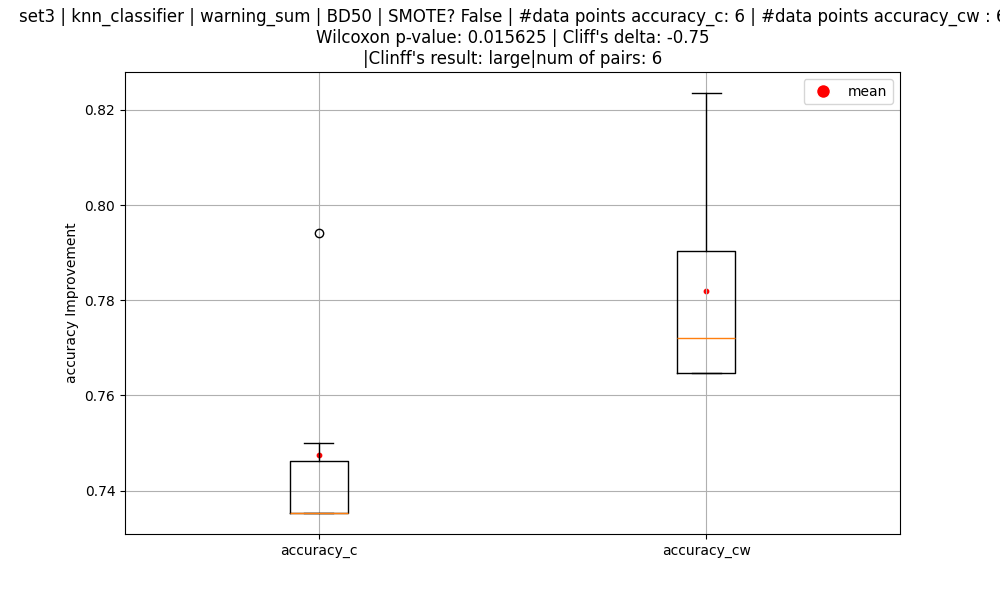 set3 | knn_classifier | warning_sum | BD50 | SMOTE? False | #data points accuracy_c: 6 | #data points accuracy_cw : 6
Wilcoxon p-value: 0.015625 | Cliff's delta: -0.75
|Clinff's result: large|num of pairs: 6
mean
0.82
0.80
0.78
0.76
0.74
accuracy Improvement
accuracy_c
accuracy_cw